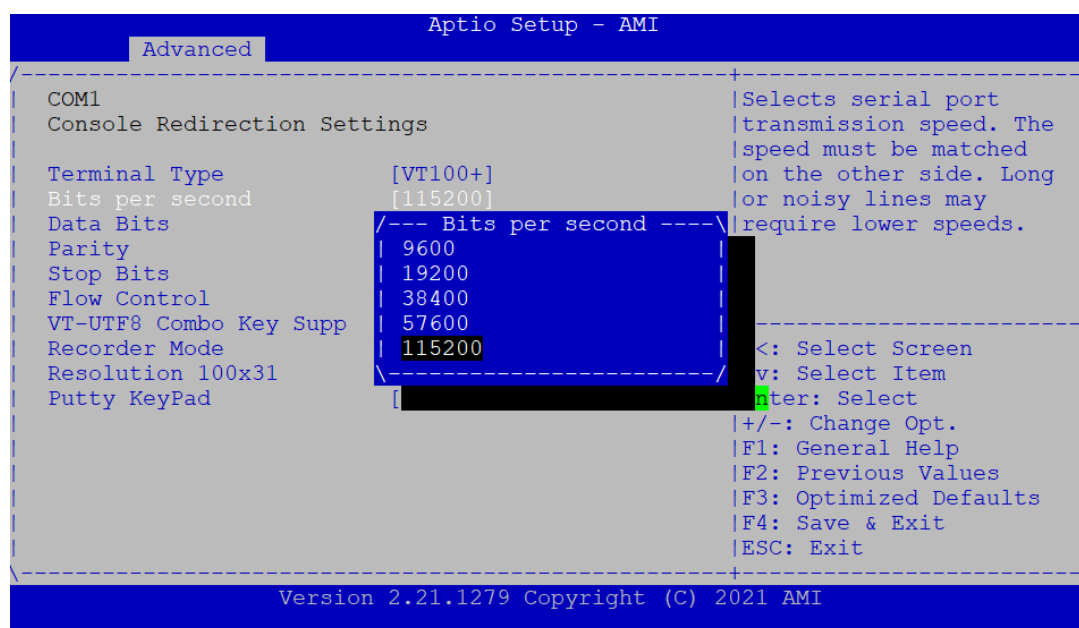 Aptio Setup - AMI
Advanced
COM1
Console Redirection Settings
Terminal Type [VT100+]
Bits per second [115200]
Data Bits
Parity
Stop Bits
Flow Control
VT-UTF8 Combo Key Supp
Recorder Mode
Resolution 100x31
Putty KeyPad [
--- Bits per second ----
9600
19200
38400
57600
115200
Selects serial port
transmission speed. The
speed must be matched
on the other side. Long
or noisy lines may
require lower speeds.
<: Select Screen
v: Select Item
nter: Select
+/-: Change Opt.
F1: General Help
F2: Previous Values
F3: Optimized Defaults
F4: Save & Exit
ESC: Exit
Version 2.21.1279 Copyright (C) 2021 AMI